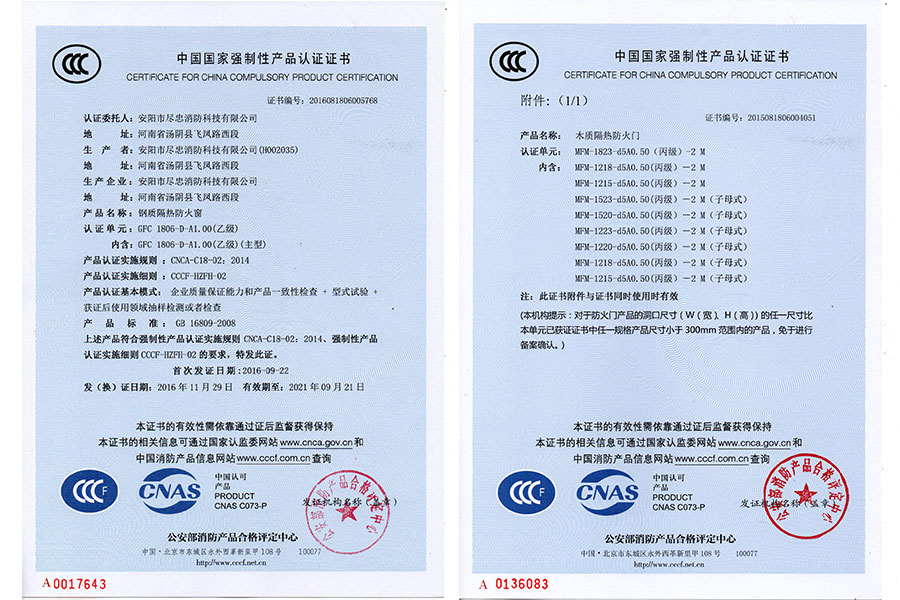 中国国家强制性产品认证证书
CERTIFICATE FOR CHINA COMPULSORY PRODUCT CERTIFICATION
证书编号：2016081806005768
认证委托人：安阳市尽忠消防科技有限公司
地 址：河南省汤阴县飞凤路西段
生 产 者：安阳市尽忠消防科技有限公司(H002035)
地 址：河南省汤阴县飞凤路西段
生产企业：安阳市尽忠消防科技有限公司
地 址：河南省汤阴县飞凤路西段
产品名称：钢质隔热防火窗
认证单元：GFC 1806-D-A1.00(乙级)
内含：GFC 1806-D-A1.00(乙级)(主型)
产品认证实施规则：CNCA-C18-02：2014
产品认证实施细则：CCCF-HZFH-02
产品认证基本模式： 企业质量保证能力和产品一致性检查 + 型式试验 +
获证后使用领域抽样检测或者检查
产 品 标 准：GB 16809-2008
上述产品符合强制性产品认证实施规则 CNCA-C18-02：2014、强制性产品
认证实施细则 CCCF-HZFH-02 的要求，特发此证。
首次发证日期:2016-09-22
发（换）证日期：2016 年 11 月 29 日 有效期至：2021 年 09 月 21 日
本证书的有效性需依靠通过证后监督获得保持
本证书的相关信息可通过国家认监委网站 www.cnca.gov.cn 和
中国消防产品信息网站 www.cccf.com.cn 查询
CCC F
CNAS
中国认可
产品
PRODUCT
CNAS C073-P
发证机构名称（盖章）
公安部消防产品合格评定中心
公安部消防产品合格评定中心
中国·北京市东城区永外西革新里甲 108 号 100077
http://www.cccf.net.cn
A0017643
中国国家强制性产品认证证书
CERTIFICATE FOR CHINA COMPULSORY PRODUCT CERTIFICATION
附件：（1/1）
证书编号：2015081806004051
产品名称： 木质隔热防火门
认证单元： MFM-1823-d5A0.50（丙级）-2 M
内含： MFM-1218-d5A0.50(丙级）－2 M
MFM-1215-d5A0.50(丙级）－2 M
MFM-1523-d5A0.50(丙级）－2 M（子母式）
MFM-1520-d5A0.50(丙级）－2 M（子母式）
MFM-1223-d5A0.50(丙级）－2 M（子母式）
MFM-1220-d5A0.50(丙级）－2 M（子母式）
MFM-1218-d5A0.50(丙级）－2 M（子母式）
MFM-1215-d5A0.50(丙级）－2 M（子母式）
注：此证书附件与证书同时使用时有效
(本机构提示：对于防火门产品的洞口尺寸（W（宽）、H（高））的任一尺寸比
本单元已获证证书中任一规格产品尺寸小于 300mm 范围内的产品，免于进行
备案确认。)
本证书的有效性需依靠通过证后监督获得保持
本证书的相关信息可通过国家认监委网站 www.cnca.gov.cn 和
中国消防产品信息网站 www.cccf.com.cn 查询
CCC F
CNAS
中国认可
产品
PRODUCT
CNAS C073-P
发证机构名称（盖章）
公安部消防产品合格评定中心
公安部消防产品合格评定中心
中国·北京市东城区永外西革新里甲 108 号 100077
http://www.cccf.net.cn
A 0136083